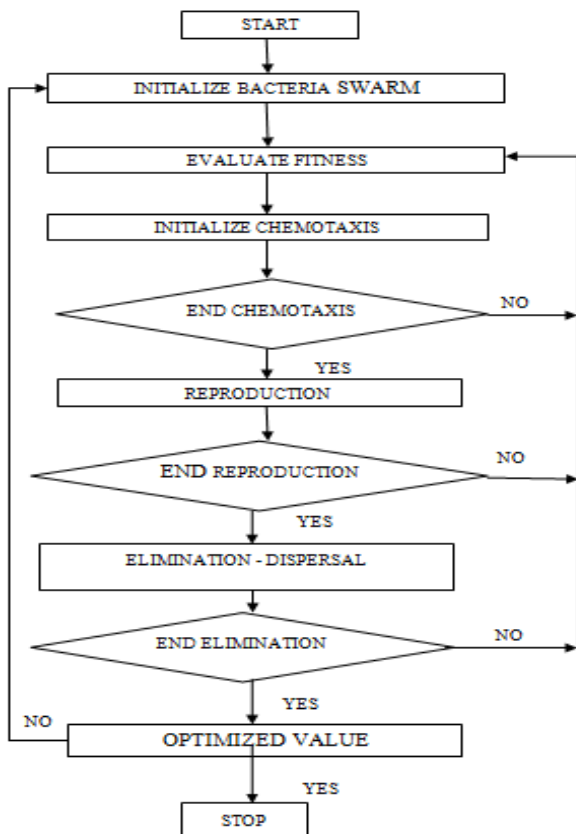 START
INITIALIZE BACTERIA SWARM
EVALUATE FITNESS
INITIALIZE CHEMOTAXIS
END CHEMOTAXIS
NO
YES
REPRODUCTION
END REPRODUCTION
NO
YES
ELIMINATION - DISPERSAL
END ELIMINATION
NO
YES
NO
OPTIMIZED VALUE
YES
STOP